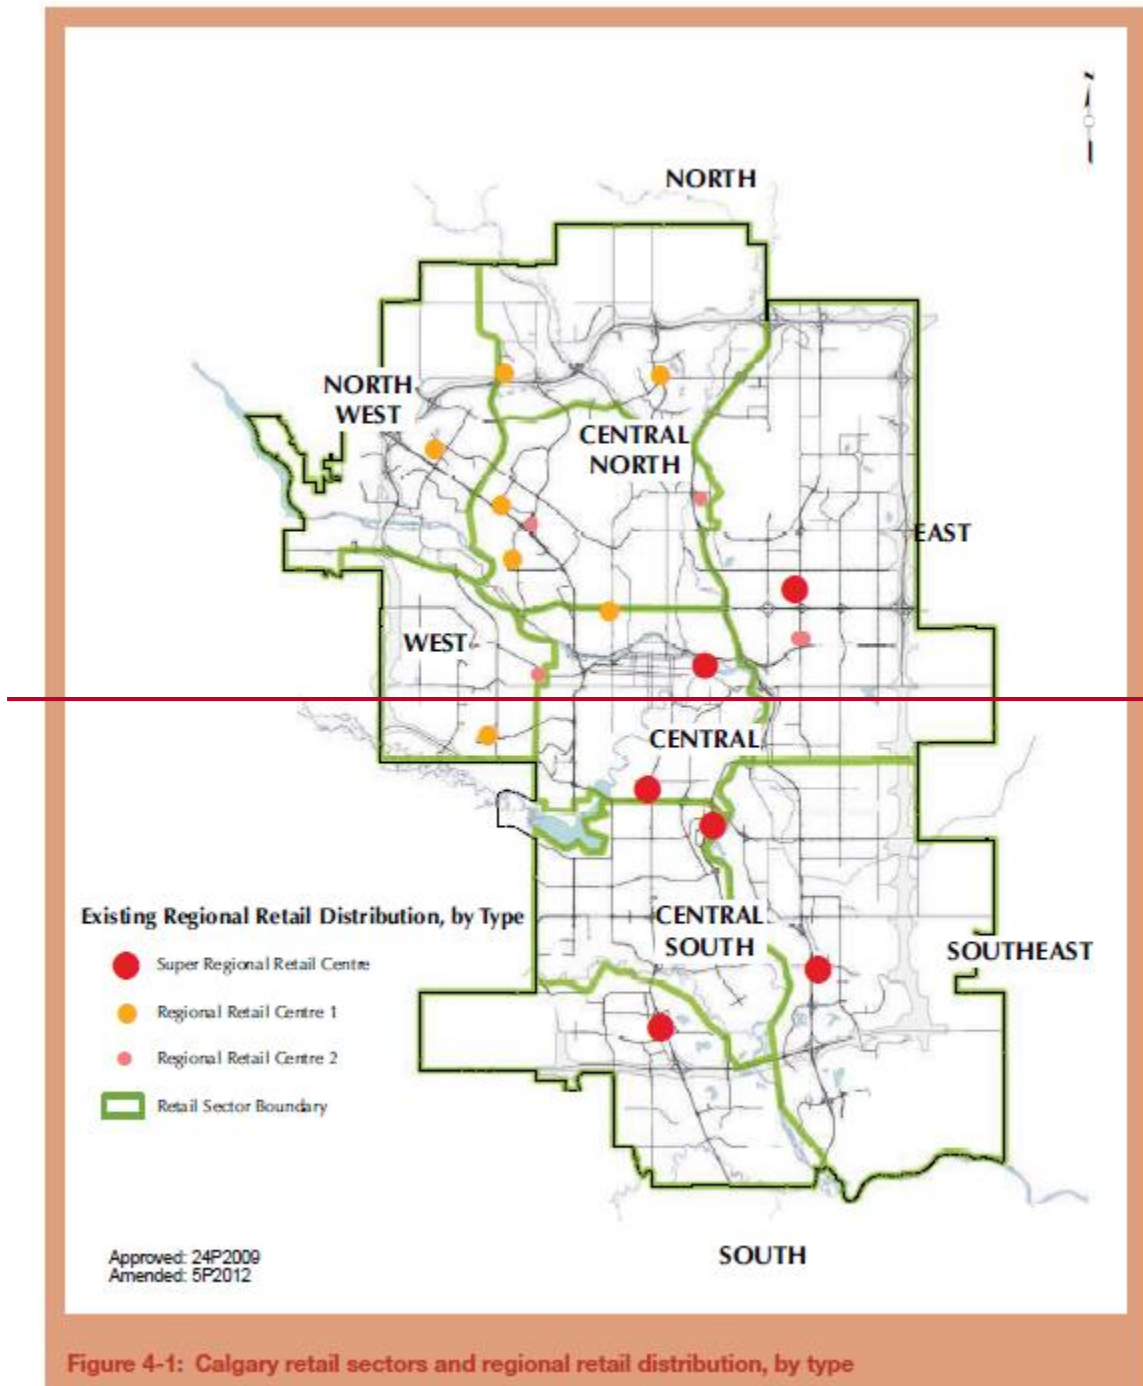 N
NORTH
NORTH
WEST
CENTRAL
NORTH
EAST
WEST
CENTRAL
CENTRAL
SOUTH
SOUTHEAST
Existing Regional Retail Distribution, by Type
Super Regional Retail Centre
Regional Retail Centre 1
Regional Retail Centre 2
Retail Sector Boundary
SOUTH
Approved: 24P2009
Amended: 5P2012
Figure 4-1: Calgary retail sectors and regional retail distribution, by type